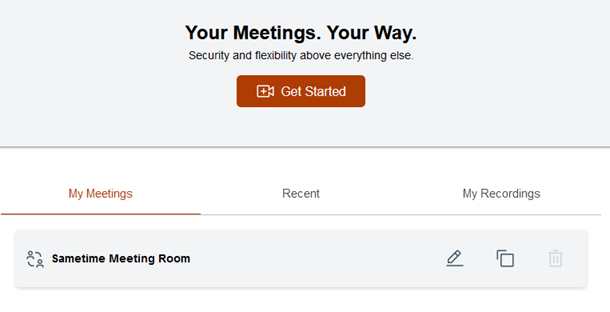 Your Meetings. Your Way.
Security and flexibility above everything else.
Get Started
My Meetings
Recent
My Recordings
Sametime Meeting Room